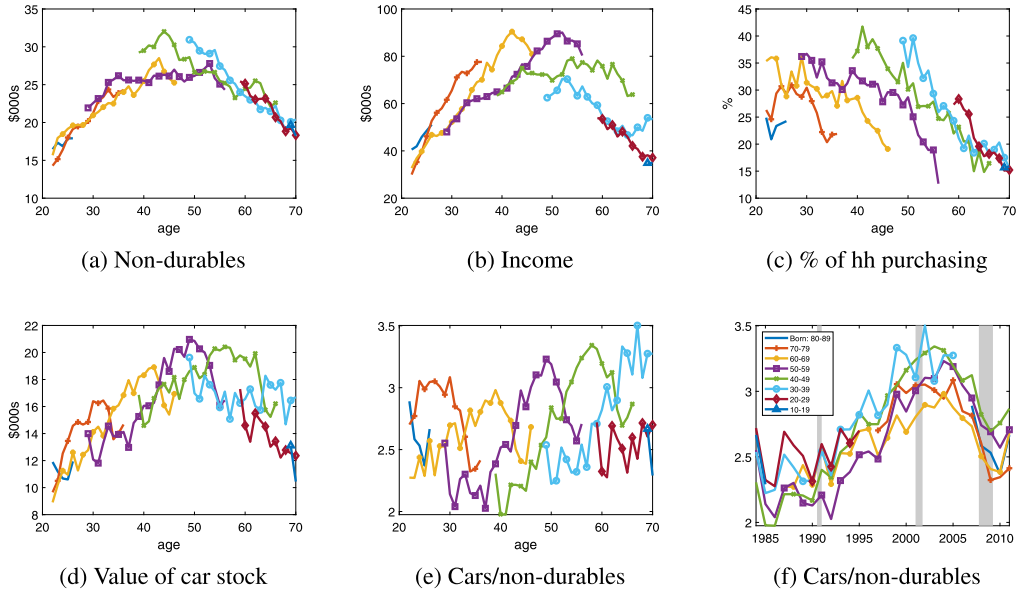 35
30
25
20
15
10
$000s
20 30 40 50 60 70
age
(a) Non-durables
100
80
60
40
20
$000s
20 30 40 50 60 70
age
(b) Income
45
40
35
30
25
20
15
10
%
20 30 40 50 60 70
age
(c) % of hh purchasing
22
20
18
16
14
12
10
8
$000s
20 30 40 50 60 70
age
(d) Value of car stock
3.5
3
2.5
2
20 30 40 50 60 70
age
(e) Cars/non-durables
3.5
3
2.5
2
Born: 80-89
70-79
60-69
50-59
40-49
30-39
20-29
10-19
1985 1990 1995 2000 2005 2010
(f) Cars/non-durables